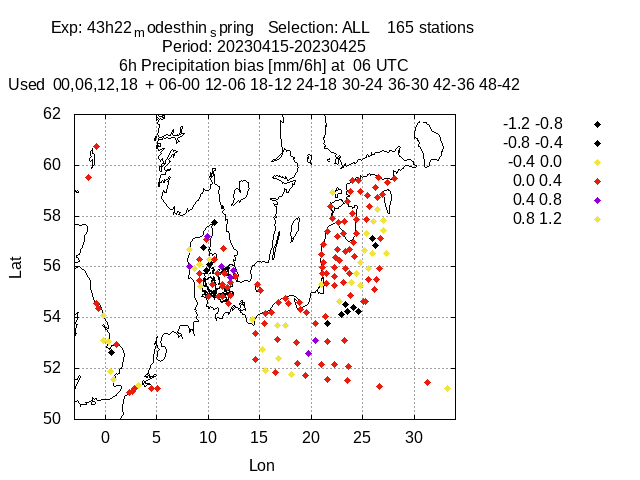 Exp: 43h22modesthinspring   Selection: ALL    165 stations
Period: 20230415-20230425
6h Precipitation bias [mm/6h] at  06 UTC
Used  00,06,12,18  + 06-00 12-06 18-12 24-18 30-24 36-30 42-36 48-42
62
60
58
56
54
52
50
Lat
0 5 10 15 20 25 30
Lon
-1.2 -0.8
-0.8 -0.4
-0.4 0.0
0.0 0.4
0.4 0.8
0.8 1.2